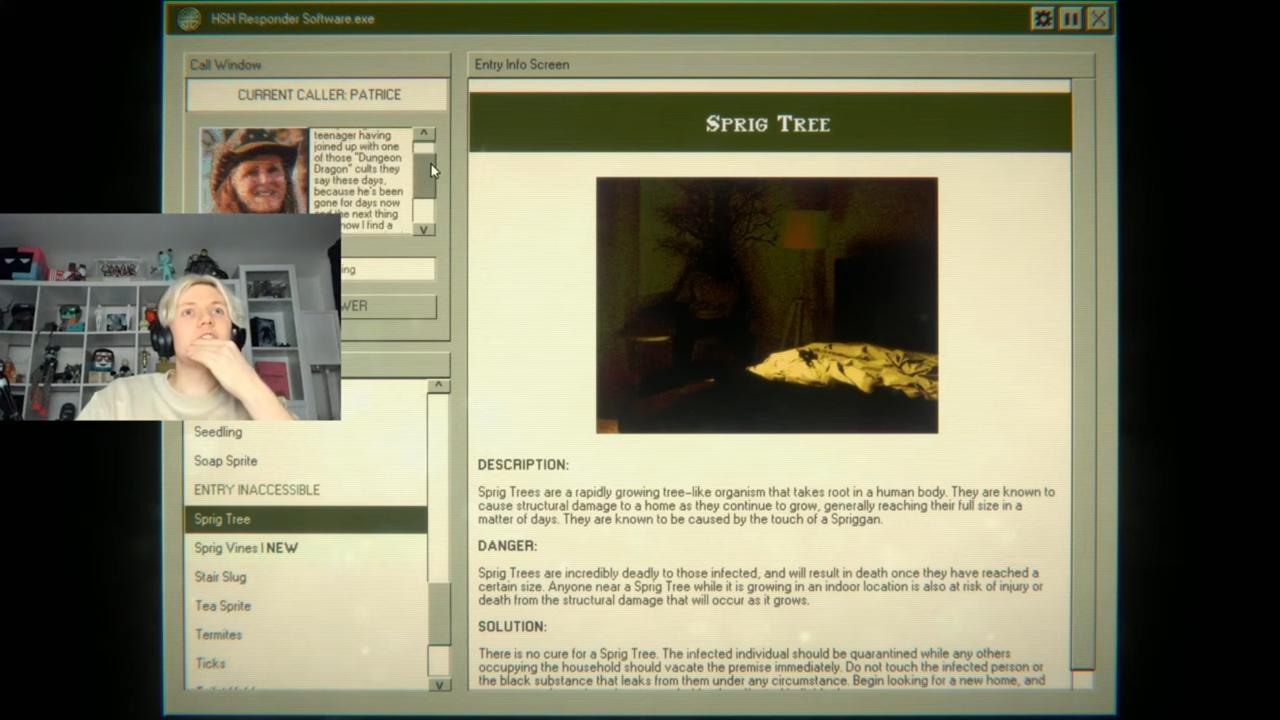 HSH Responder Software.exe
Call Window
CURRENT CALLER: PATRICE
teenager having
joined up with one
of those "Dungeon
Dragon" cults they
say these days,
because he's been
gone for days now
the next thing
now I find a
Seedling
Soap Sprite
ENTRY INACCESSIBLE
Sprig Tree
Sprig Vines | NEW
Stair Slug
Tea Sprite
Termites
Ticks
Entry Info Screen
SPRIG TREE
DESCRIPTION:
Sprig Trees are a rapidly growing tree-like organism that takes root in a human body. They are known to
cause structural damage to a home as they continue to grow, generally reaching their full size in a
matter of days. They are known to be caused by the touch of a Spriggan.
DANGER:
Sprig Trees are incredibly deadly to those infected, and will result in death once they have reached a
certain size. Anyone near a Sprig Tree while it is growing in an indoor location is also at risk of injury or
death from the structural damage that will occur as it grows.
SOLUTION:
There is no cure for a Sprig Tree. The infected individual should be quarantined while any others
occupying the household should vacate the premise immediately. Do not touch the infected person or
the black substance that leaks from them under any circumstance. Begin looking for a new home, and